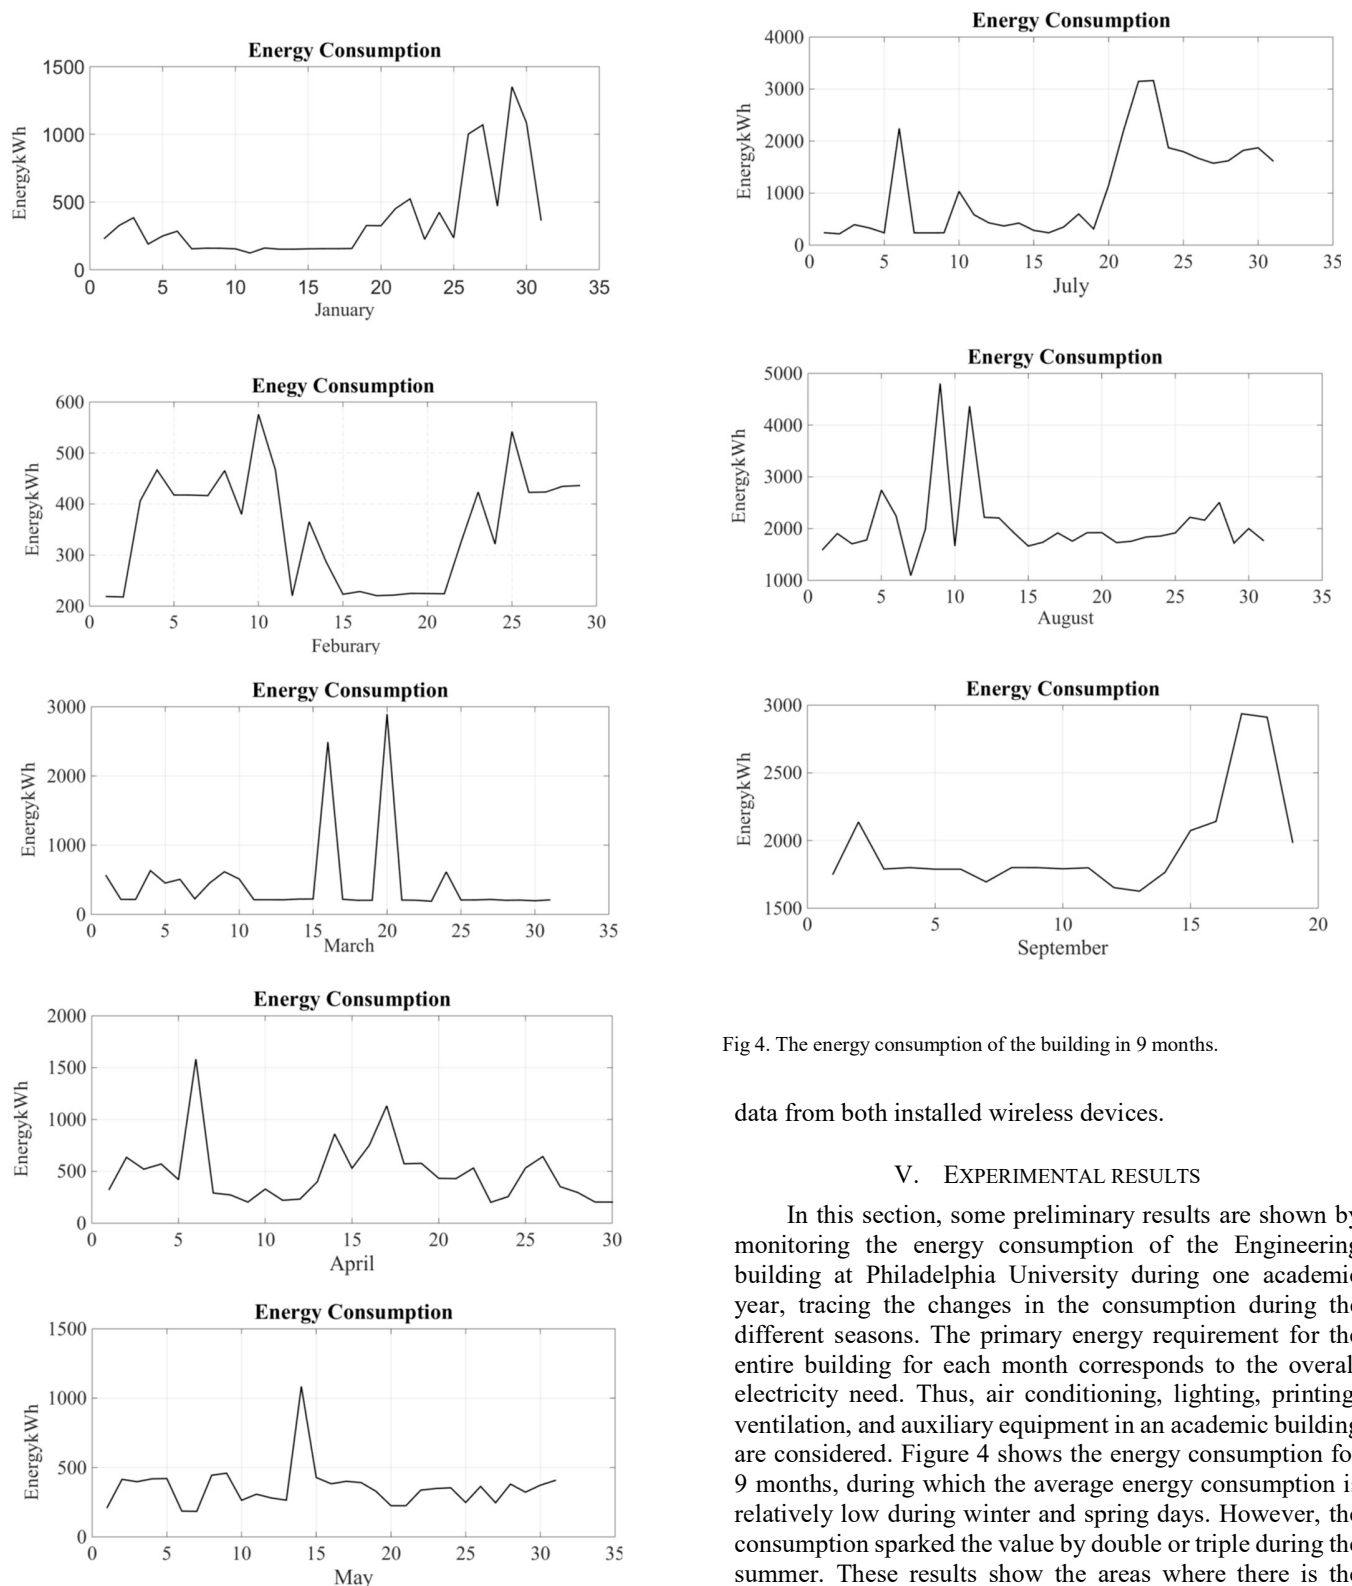 Energy Consumption
1500
1000
500
0
EnergykWh
0 5 10 15 20 25 30 35
January
Enegy Consumption
600
500
400
300
200
EnergykWh
0 5 10 15 20 25 30
Feburary
Energy Consumption
3000
2000
1000
0
EnergykWh
0 5 10 15 20 25 30 35
March
Energy Consumption
2000
1500
1000
500
0
EnergykWh
0 5 10 15 20 25 30
April
Energy Consumption
1500
1000
500
0
EnergykWh
0 5 10 15 20 25 30 35
May
Energy Consumption
4000
3000
2000
1000
0
EnergykWh
0 5 10 15 20 25 30 35
July
Energy Consumption
5000
4000
3000
2000
1000
EnergykWh
0 5 10 15 20 25 30 35
August
Energy Consumption
3000
2500
2000
1500
EnergykWh
0 5 10 15 20
September
Fig 4. The energy consumption of the building in 9 months.
data from both installed wireless devices.
V. EXPERIMENTAL RESULTS
In this section, some preliminary results are shown by
monitoring the energy consumption of the Engineering
building at Philadelphia University during one academic
year, tracing the changes in the consumption during the
different seasons. The primary energy requirement for the
entire building for each month corresponds to the overal
electricity need. Thus, air conditioning, lighting, printing
ventilation, and auxiliary equipment in an academic building
are considered. Figure 4 shows the energy consumption fo
9 months, during which the average energy consumption is
relatively low during winter and spring days. However, the
consumption sparked the value by double or triple during the
summer. These results show the areas where there is the